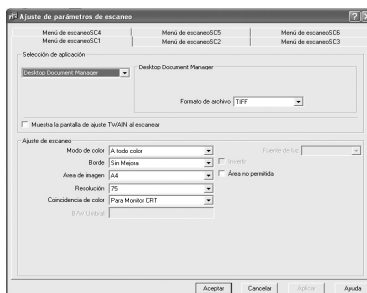 Ajuste de parámetros de escaneo
Menú de escaneoSC4 Menú de escaneoSC5 Menú de escaneoSC6
Menú de escaneoSC1 Menú de escaneoSC2 Menú de escaneoSC3
Selección de aplicación
Desktop Document Manager
Desktop Document Manager
Formato de archivo TIFF
Muestra la pantalla de ajuste TWAIN al escanear
Ajuste de escaneo
Modo de color A todo color Fuente de luz
Borde Sin Mejora Invertir
Area de imagen A4 Área no permitida
Resolución 75
Coincidencia de color Para Monitor CRT
B/W Umbral
Aceptar Cancelar Aplicar Ayuda